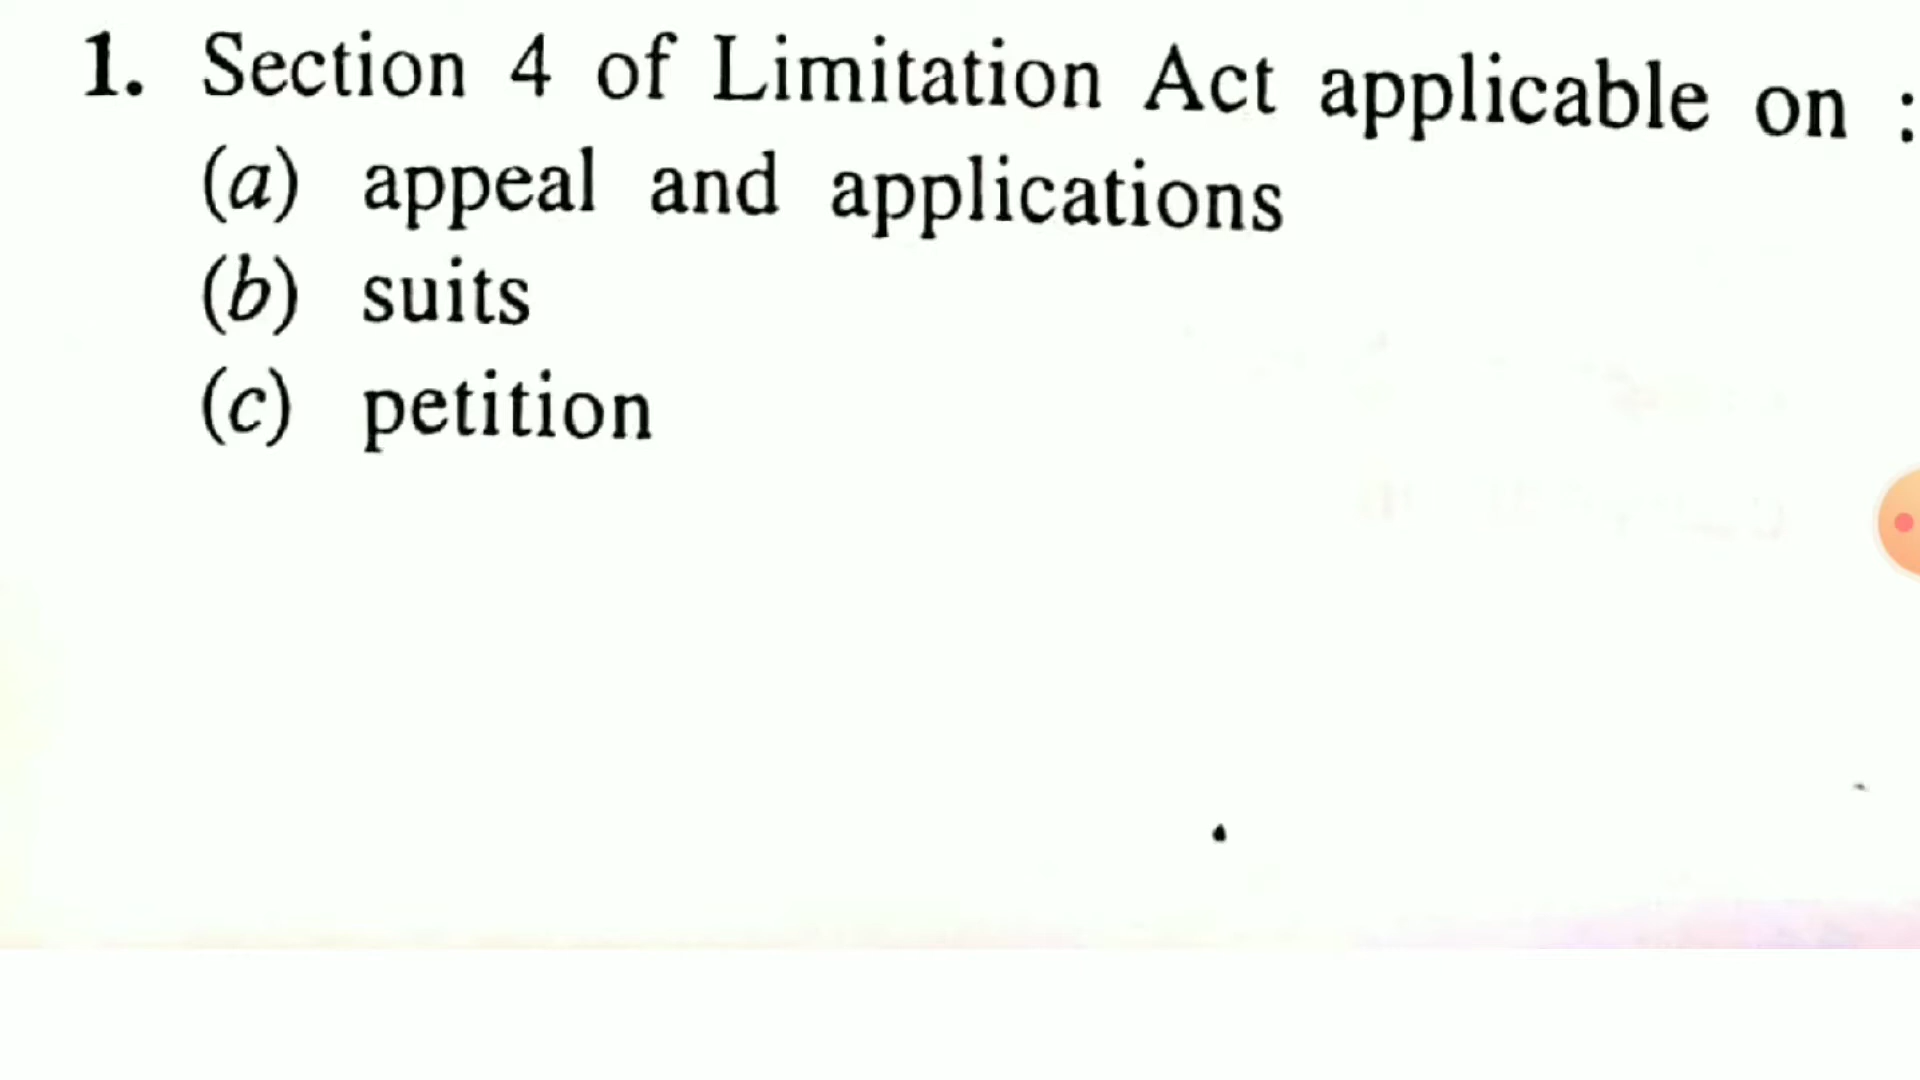 1. Section 4 of Limitation Act applicable on :
(a) appeal and applications
(b) suits
(c) petition